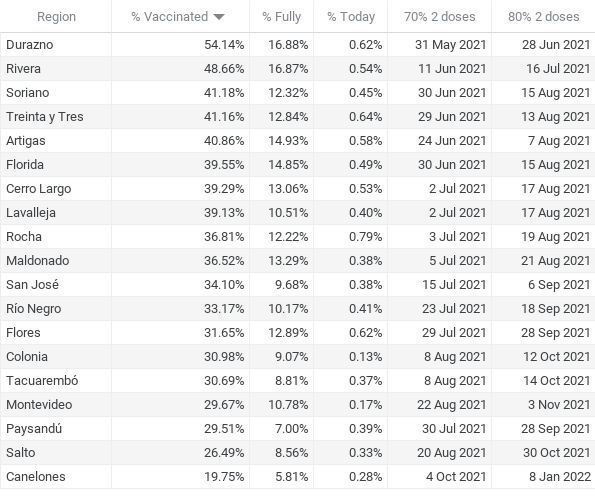 Region % Vaccinated % Fully % Today 70% 2 doses 80% 2 doses
Durazno 54.14% 16.88% 0.62% 31 May 2021 28 Jun 2021
Rivera 48.66% 16.87% 0.54% 11 Jun 2021 16 Jul 2021
Soriano 41.18% 12.32% 0.45% 30 Jun 2021 15 Aug 2021
Treinta y Tres 41.16% 12.84% 0.64% 29 Jun 2021 13 Aug 2021
Artigas 40.86% 14.93% 0.58% 24 Jun 2021 7 Aug 2021
Florida 39.55% 14.85% 0.49% 30 Jun 2021 15 Aug 2021
Cerro Largo 39.29% 13.06% 0.53% 2 Jul 2021 17 Aug 2021
Lavalleja 39.13% 10.51% 0.40% 2 Jul 2021 17 Aug 2021
Rocha 36.81% 12.22% 0.79% 3 Jul 2021 19 Aug 2021
Maldonado 36.52% 13.29% 0.38% 5 Jul 2021 21 Aug 2021
San José 34.10% 9.68% 0.38% 15 Jul 2021 6 Sep 2021
Río Negro 33.17% 10.17% 0.41% 23 Jul 2021 18 Sep 2021
Flores 31.65% 12.89% 0.62% 29 Jul 2021 28 Sep 2021
Colonia 30.98% 9.07% 0.13% 8 Aug 2021 12 Oct 2021
Tacuarembó 30.69% 8.81% 0.37% 8 Aug 2021 14 Oct 2021
Montevideo 29.67% 10.78% 0.17% 22 Aug 2021 3 Nov 2021
Paysandú 29.51% 7.00% 0.39% 30 Jul 2021 28 Sep 2021
Salto 26.49% 8.56% 0.33% 20 Aug 2021 30 Oct 2021
Canelones 19.75% 5.81% 0.28% 4 Oct 2021 8 Jan 2022